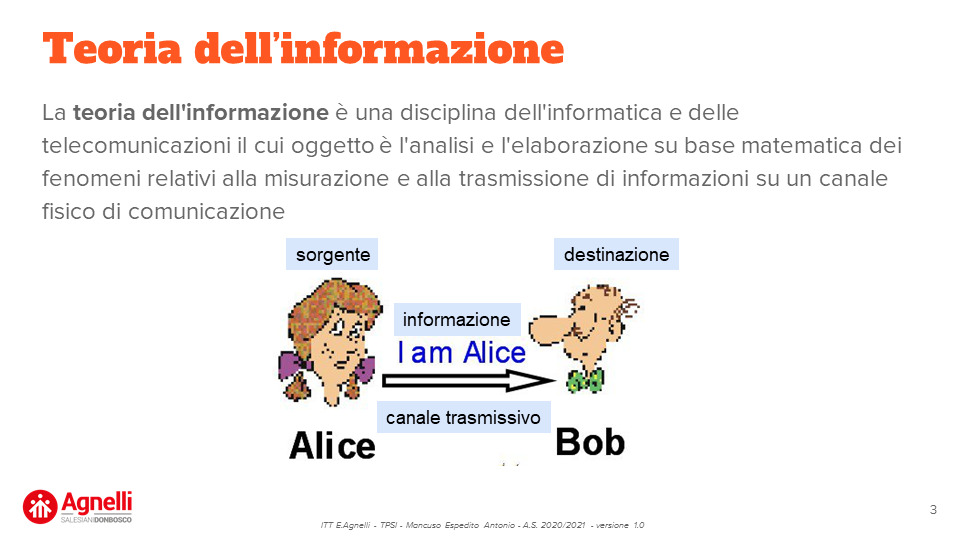 Teoria dell'informazione
La teoria dell'informazione è una disciplina dell'informatica e delle
telecomunicazioni il cui oggetto è l'analisi e l'elaborazione su base matematica dei
fenomeni relativi alla misurazione e alla trasmissione di informazioni su un canale
fisico di comunicazione
sorgente
destinazione
informazione
I am Alice
canale trasmissivo
Alice
Bob
Agnelli
SALESIANI DONBOSCO
ITT E.Agnelli - TPSI - Mancuso Espedito Antonio - A.S. 2020/2021 - versione 1.0
3